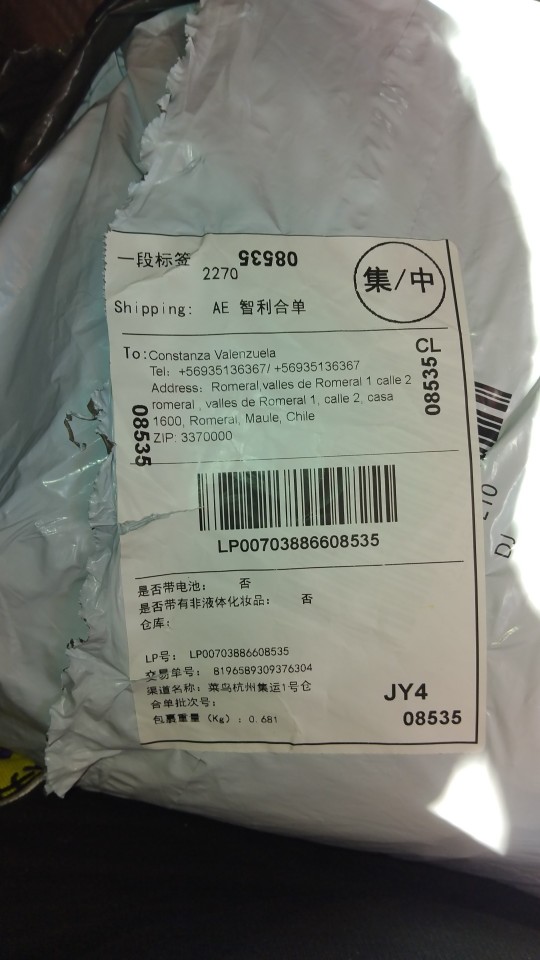 一段标签
08535
2270
集/中
Shipping: AE 智利合单
To: Constanza Valenzuela
CL
Tel: +56935136367/ +56935136367
Address: Romeral,valles de Romeral 1 calle 2
romeral , valles de Romeral 1, calle 2, casa
1600, Romeral, Maule, Chile
ZIP: 3370000
08535
08535
LP00703886608535
是否带电池: 否
是否带有非液体化妆品: 否
仓库:
LP号: LP00703886608535
交易单号: 8196589309376304
渠道名称: 菜鸟杭州集运1号仓
合单批次号:
包裹重量 (Kg) : 0.681
JY4
08535
DJ